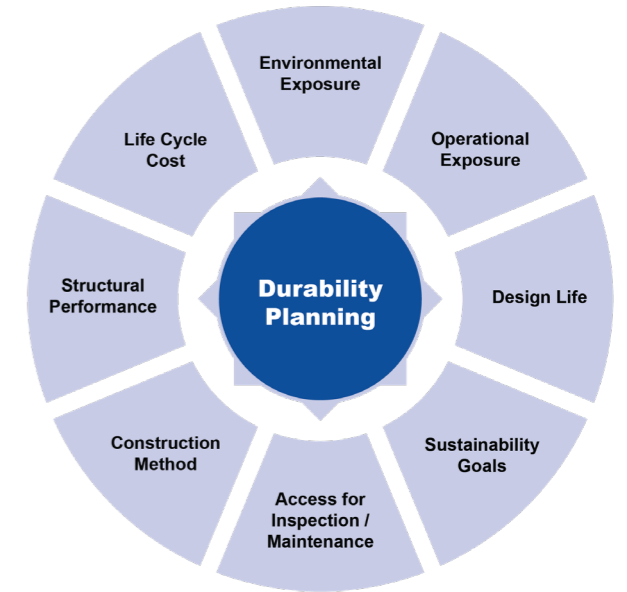 Environmental
Exposure
Operational
Exposure
Design Life
Sustainability
Goals
Access for
Inspection /
Maintenance
Construction
Method
Structural
Performance
Life Cycle
Cost
Durability
Planning